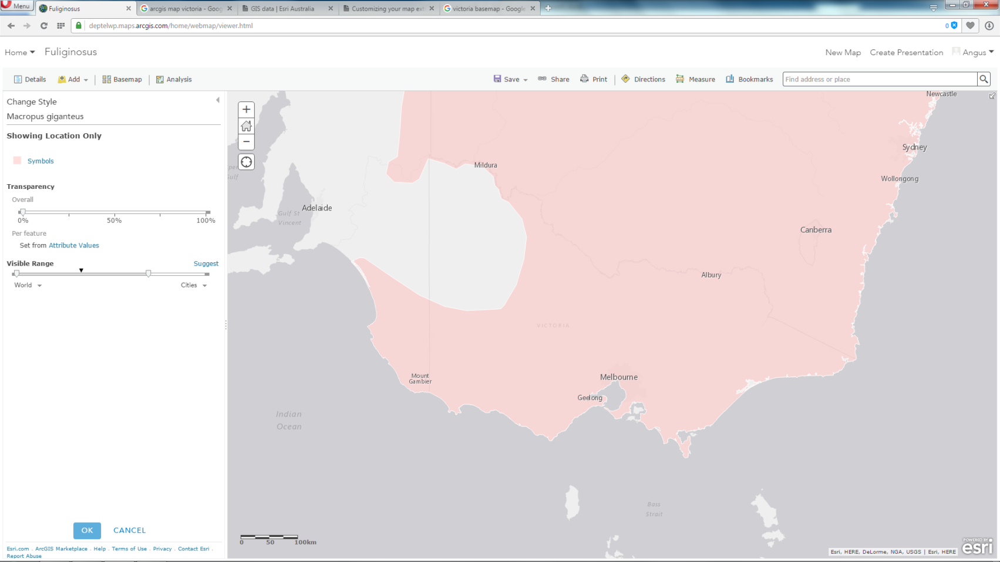 Menu
Fuliginosus
arcgis map victoria - Goog
GIS data | Esri Australia
Customizing your map ext
victoria basemap - Google
deptelwp.maps.arcgis.com/home/webmap/viewer.html
0
Home Fuliginosus
New Map Create Presentation Angus
Details Add Basemap Analysis
Save Share Print Directions Measure Bookmarks Find address or place
Change Style
Macropus giganteus
Showing Location Only
Symbols
Transparency
Overall
0% 50% 100%
Per feature
Set from Attribute Values
Visible Range Suggest
World Cities
OK CANCEL
Esri.com . ArcGIS Marketplace . Help . Terms of Use . Privacy . Contact Esri .
Report Abuse
Newcastle
Sydney
Mildura
Gulf
Wollongong
Adelaide
Gulf St
Vincent
Canberra
Albury
VICTORIA
Mount
Gambier
Melbourne
Geelong
Indian
Ocean
Bass
Strait
0 50 100km
Esri, HERE, DeLorme, NGA, USGS | Esri, HERE
POWERED BY
esri